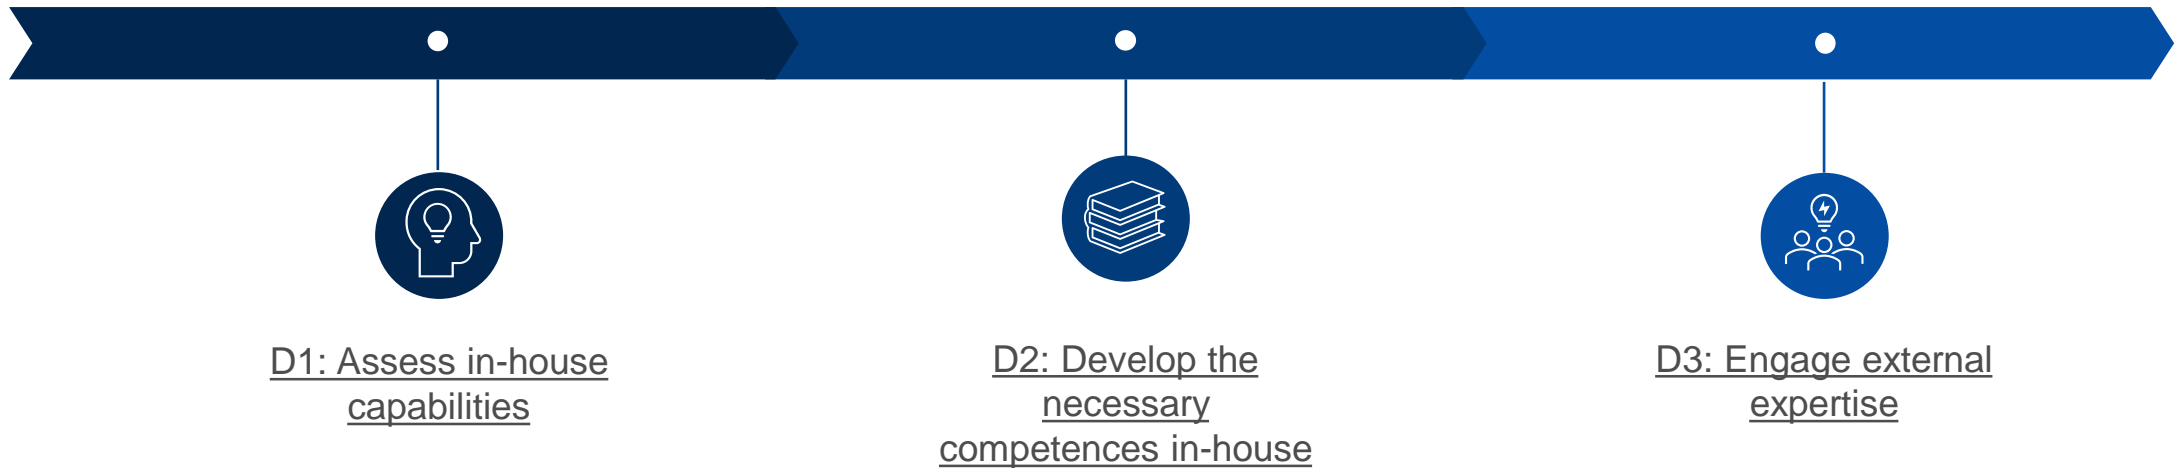 D1: Assess in-house
capabilities
D2: Develop the
necessary
competences in-house
D3: Engage external
expertise